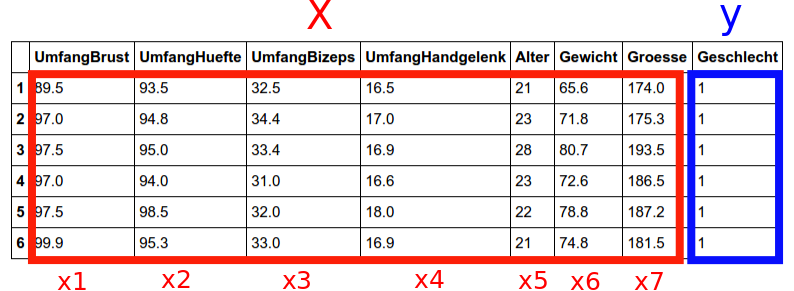 X y
UmfangBrust UmfangHuefte UmfangBizeps UmfangHandgelenk Alter Gewicht Groesse Geschlecht
1 89.5 93.5 32.5 16.5 21 65.6 174.0 1
2 97.0 94.8 34.4 17.0 23 71.8 175.3 1
3 97.5 95.0 33.4 16.9 28 80.7 193.5 1
4 97.0 94.0 31.0 16.6 23 72.6 186.5 1
5 97.5 98.5 32.0 18.0 22 78.8 187.2 1
6 99.9 95.3 33.0 16.9 21 74.8 181.5 1
x1 x2 x3 x4 x5 x6 x7